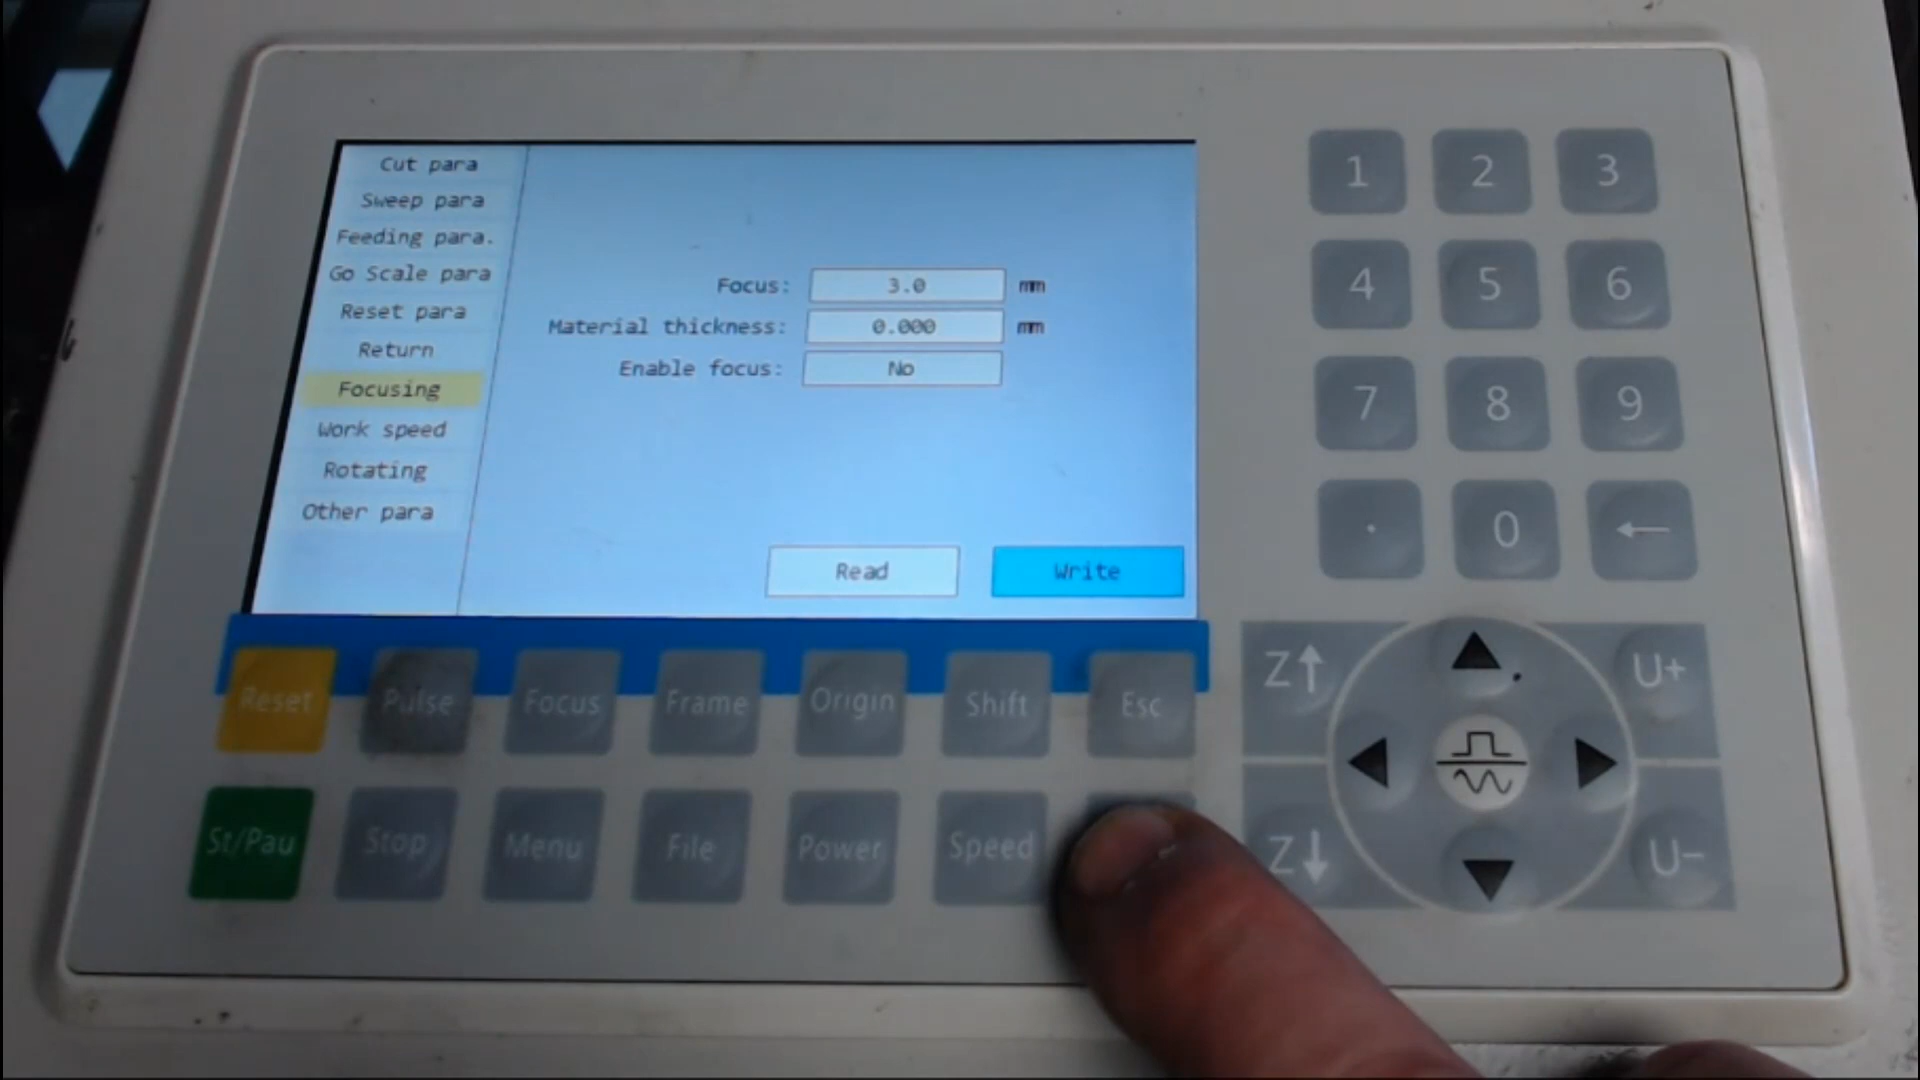 Cut para
Sweep para
Feeding para.
Go Scale para
Reset para
Return
Focusing
Work speed
Rotating
Other para
Focus: 3.0 mm
Material thickness: 0.000 mm
Enable focus: No
Read Write
1 2 3
4 5 6
7 8 9
. 0 ←
Reset Pulse Focus Frame Origin Shift Esc
St/Pau Stop Menu File Power Speed
Z↑ U+
Z↓ U-